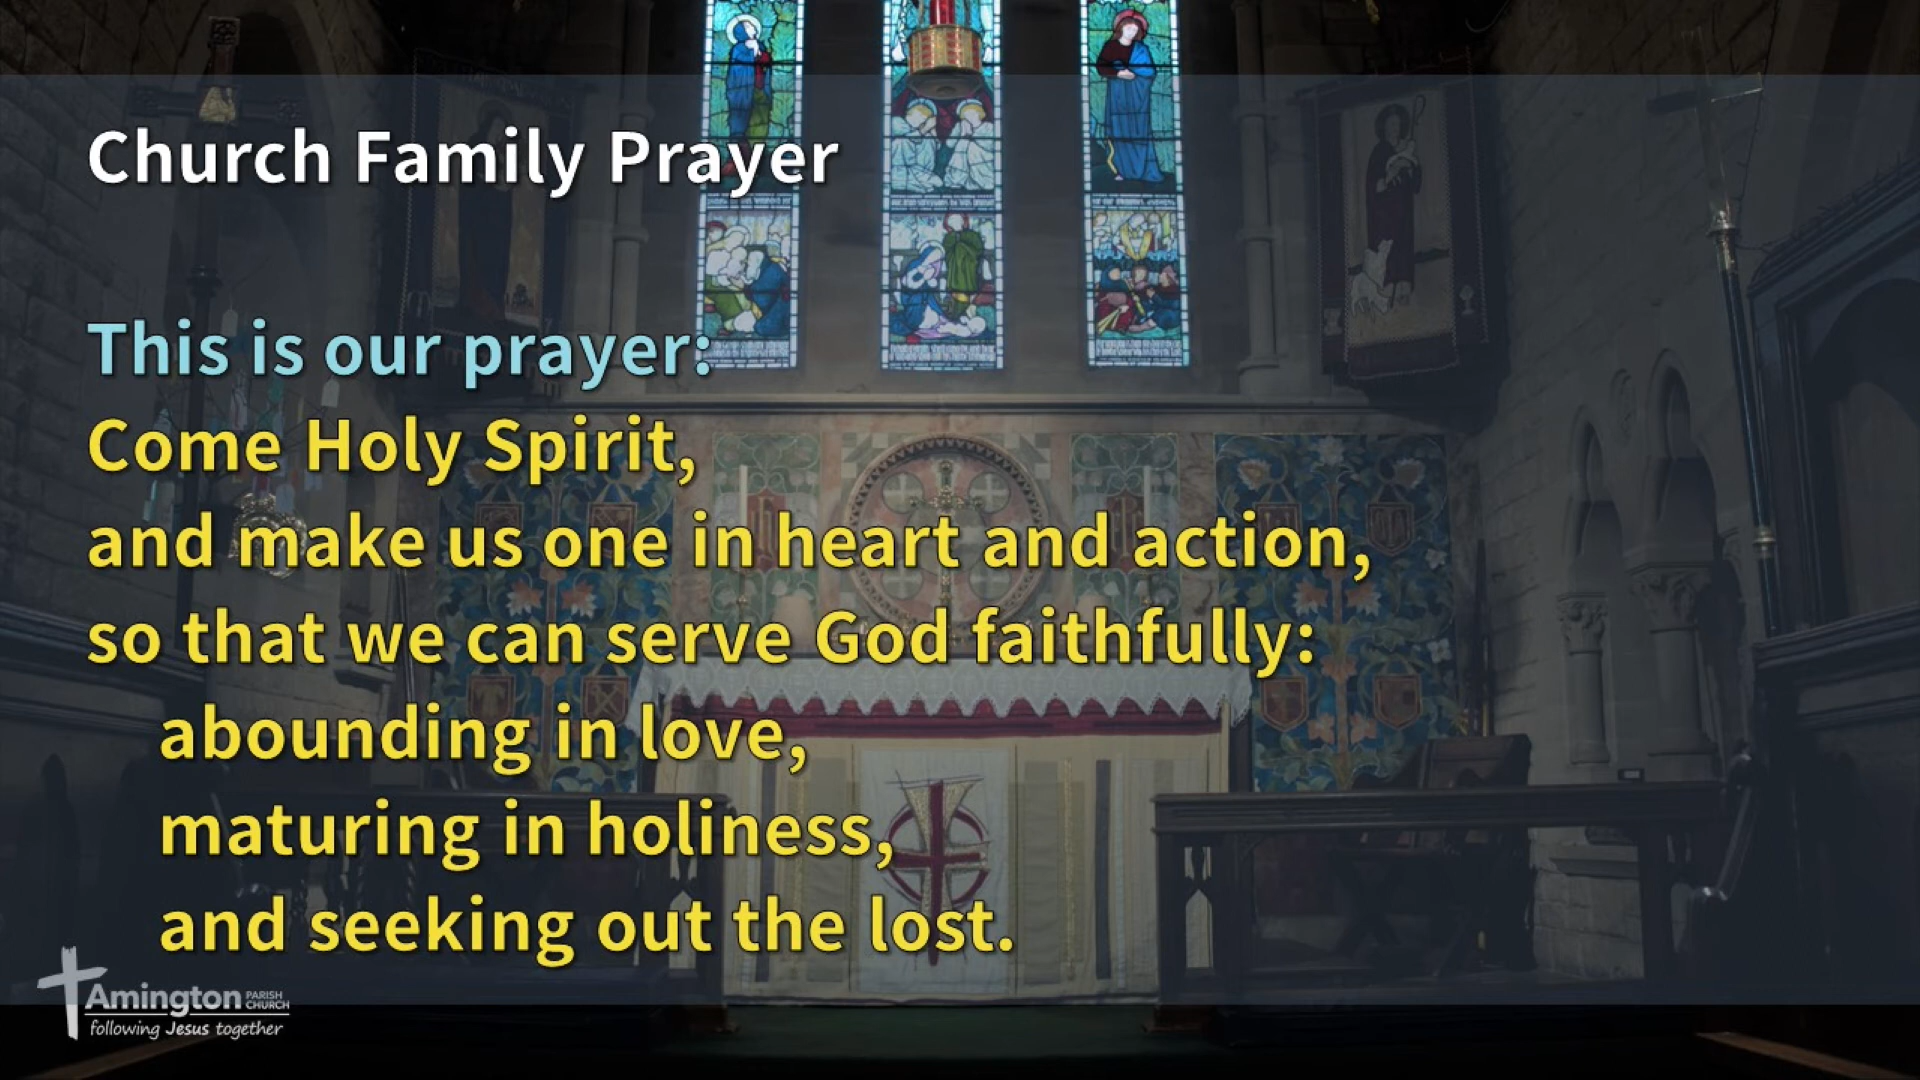 Church Family Prayer
This is our prayer:
Come Holy Spirit,
and make us one in heart and action,
so that we can serve God faithfully:
abounding in love,
maturing in holiness,
and seeking out the lost.
Amington PARISH CHURCH
following Jesus together